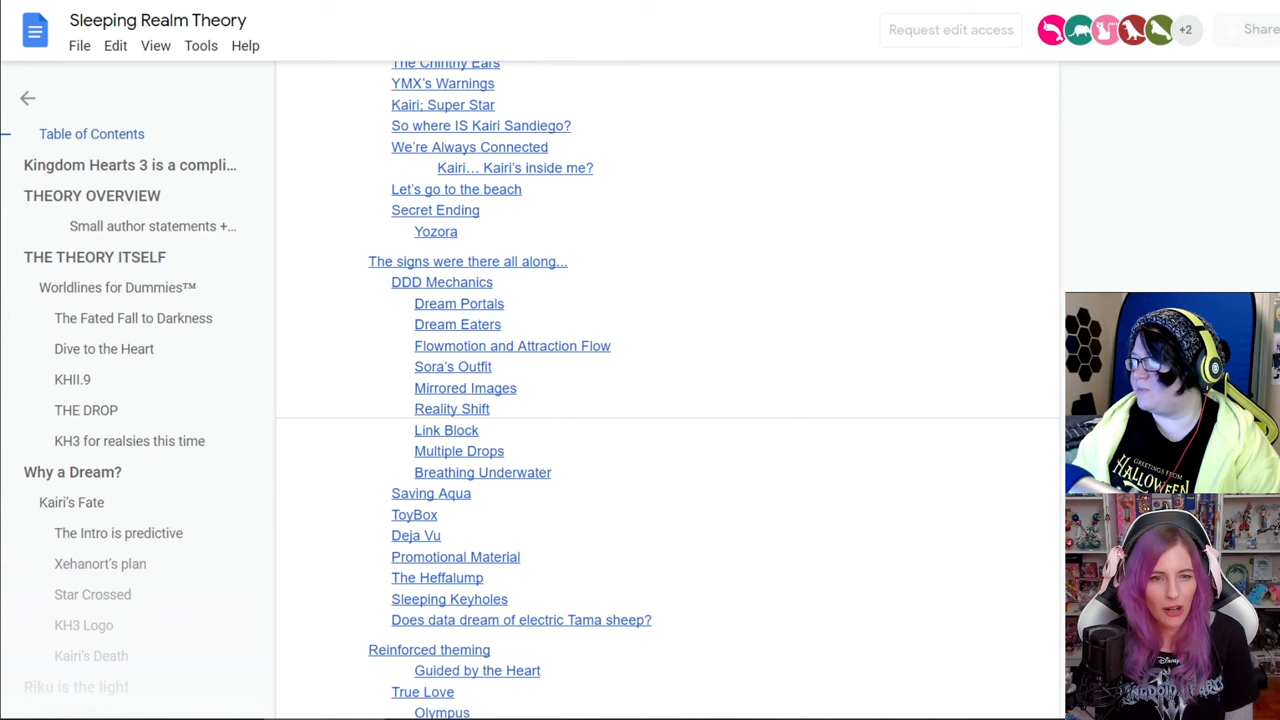 Sleeping Realm Theory
File Edit View Tools Help
Request edit access
+2
Share
Table of Contents
Kingdom Hearts 3 is a compli...
THEORY OVERVIEW
Small author statements +...
THE THEORY ITSELF
Worldlines for Dummies™
The Fated Fall to Darkness
Dive to the Heart
KHII.9
THE DROP
KH3 for realsies this time
Why a Dream?
Kairi's Fate
The Intro is predictive
Xehanort's plan
Star Crossed
KH3 Logo
Kairi's Death
Riku is the light
The Chirithy Ears
YMX's Warnings
Kairi; Super Star
So where IS Kairi Sandiego?
We're Always Connected
Kairi… Kairi's inside me?
Let's go to the beach
Secret Ending
Yozora
The signs were there all along...
DDD Mechanics
Dream Portals
Dream Eaters
Flowmotion and Attraction Flow
Sora's Outfit
Mirrored Images
Reality Shift
Link Block
Multiple Drops
Breathing Underwater
Saving Aqua
ToyBox
Deja Vu
Promotional Material
The Heffalump
Sleeping Keyholes
Does data dream of electric Tama sheep?
Reinforced theming
Guided by the Heart
True Love
Olympus
GREETINGS FROM
HALLOWEEN
Disney
KINGDOM HEARTS